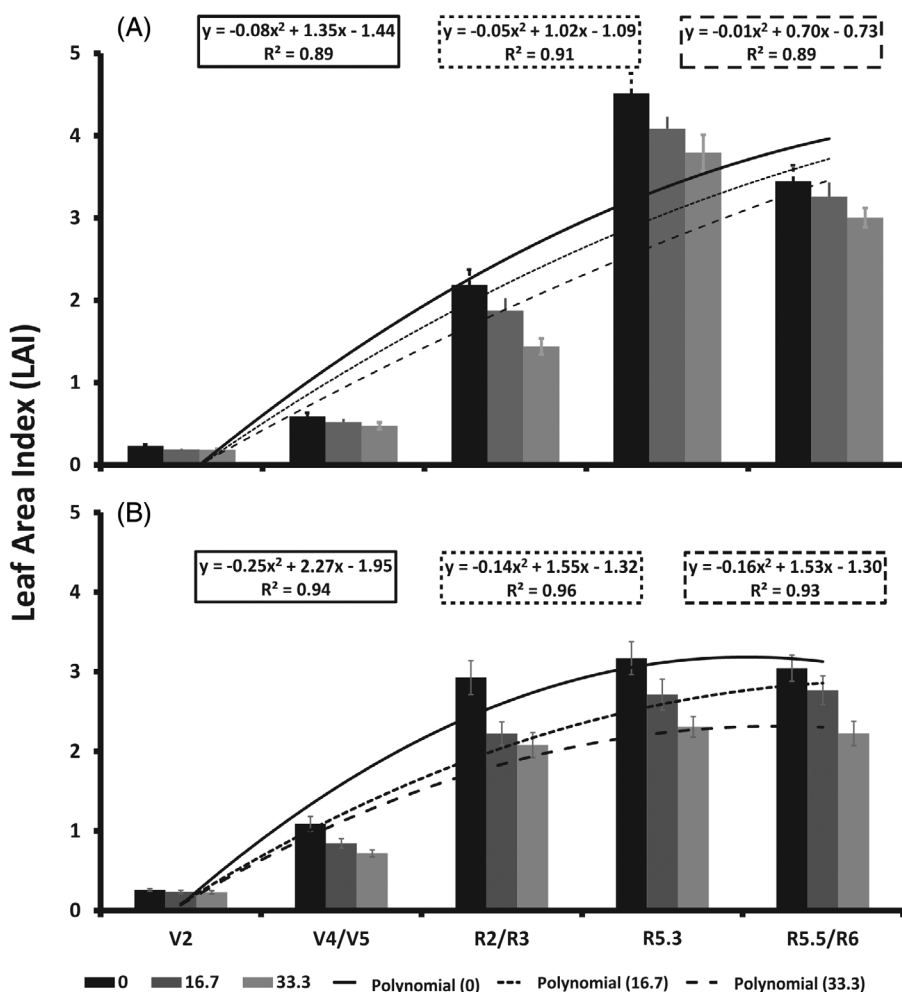 (A)
y = -0.08x² + 1.35x - 1.44
R² = 0.89
y = -0.05x² + 1.02x - 1.09
R² = 0.91
y = -0.01x² + 0.70x - 0.73
R² = 0.89
5
4
3
2
1
0
Leaf Area Index (LAI)
(B)
y = -0.25x² + 2.27x - 1.95
R² = 0.94
y = -0.14x² + 1.55x - 1.32
R² = 0.96
y = -0.16x² + 1.53x - 1.30
R² = 0.93
5
4
3
2
1
0
V2 V4/V5 R2/R3 R5.3 R5.5/R6
0 16.7 33.3 Polynomial (0) Polynomial (16.7) Polynomial (33.3)